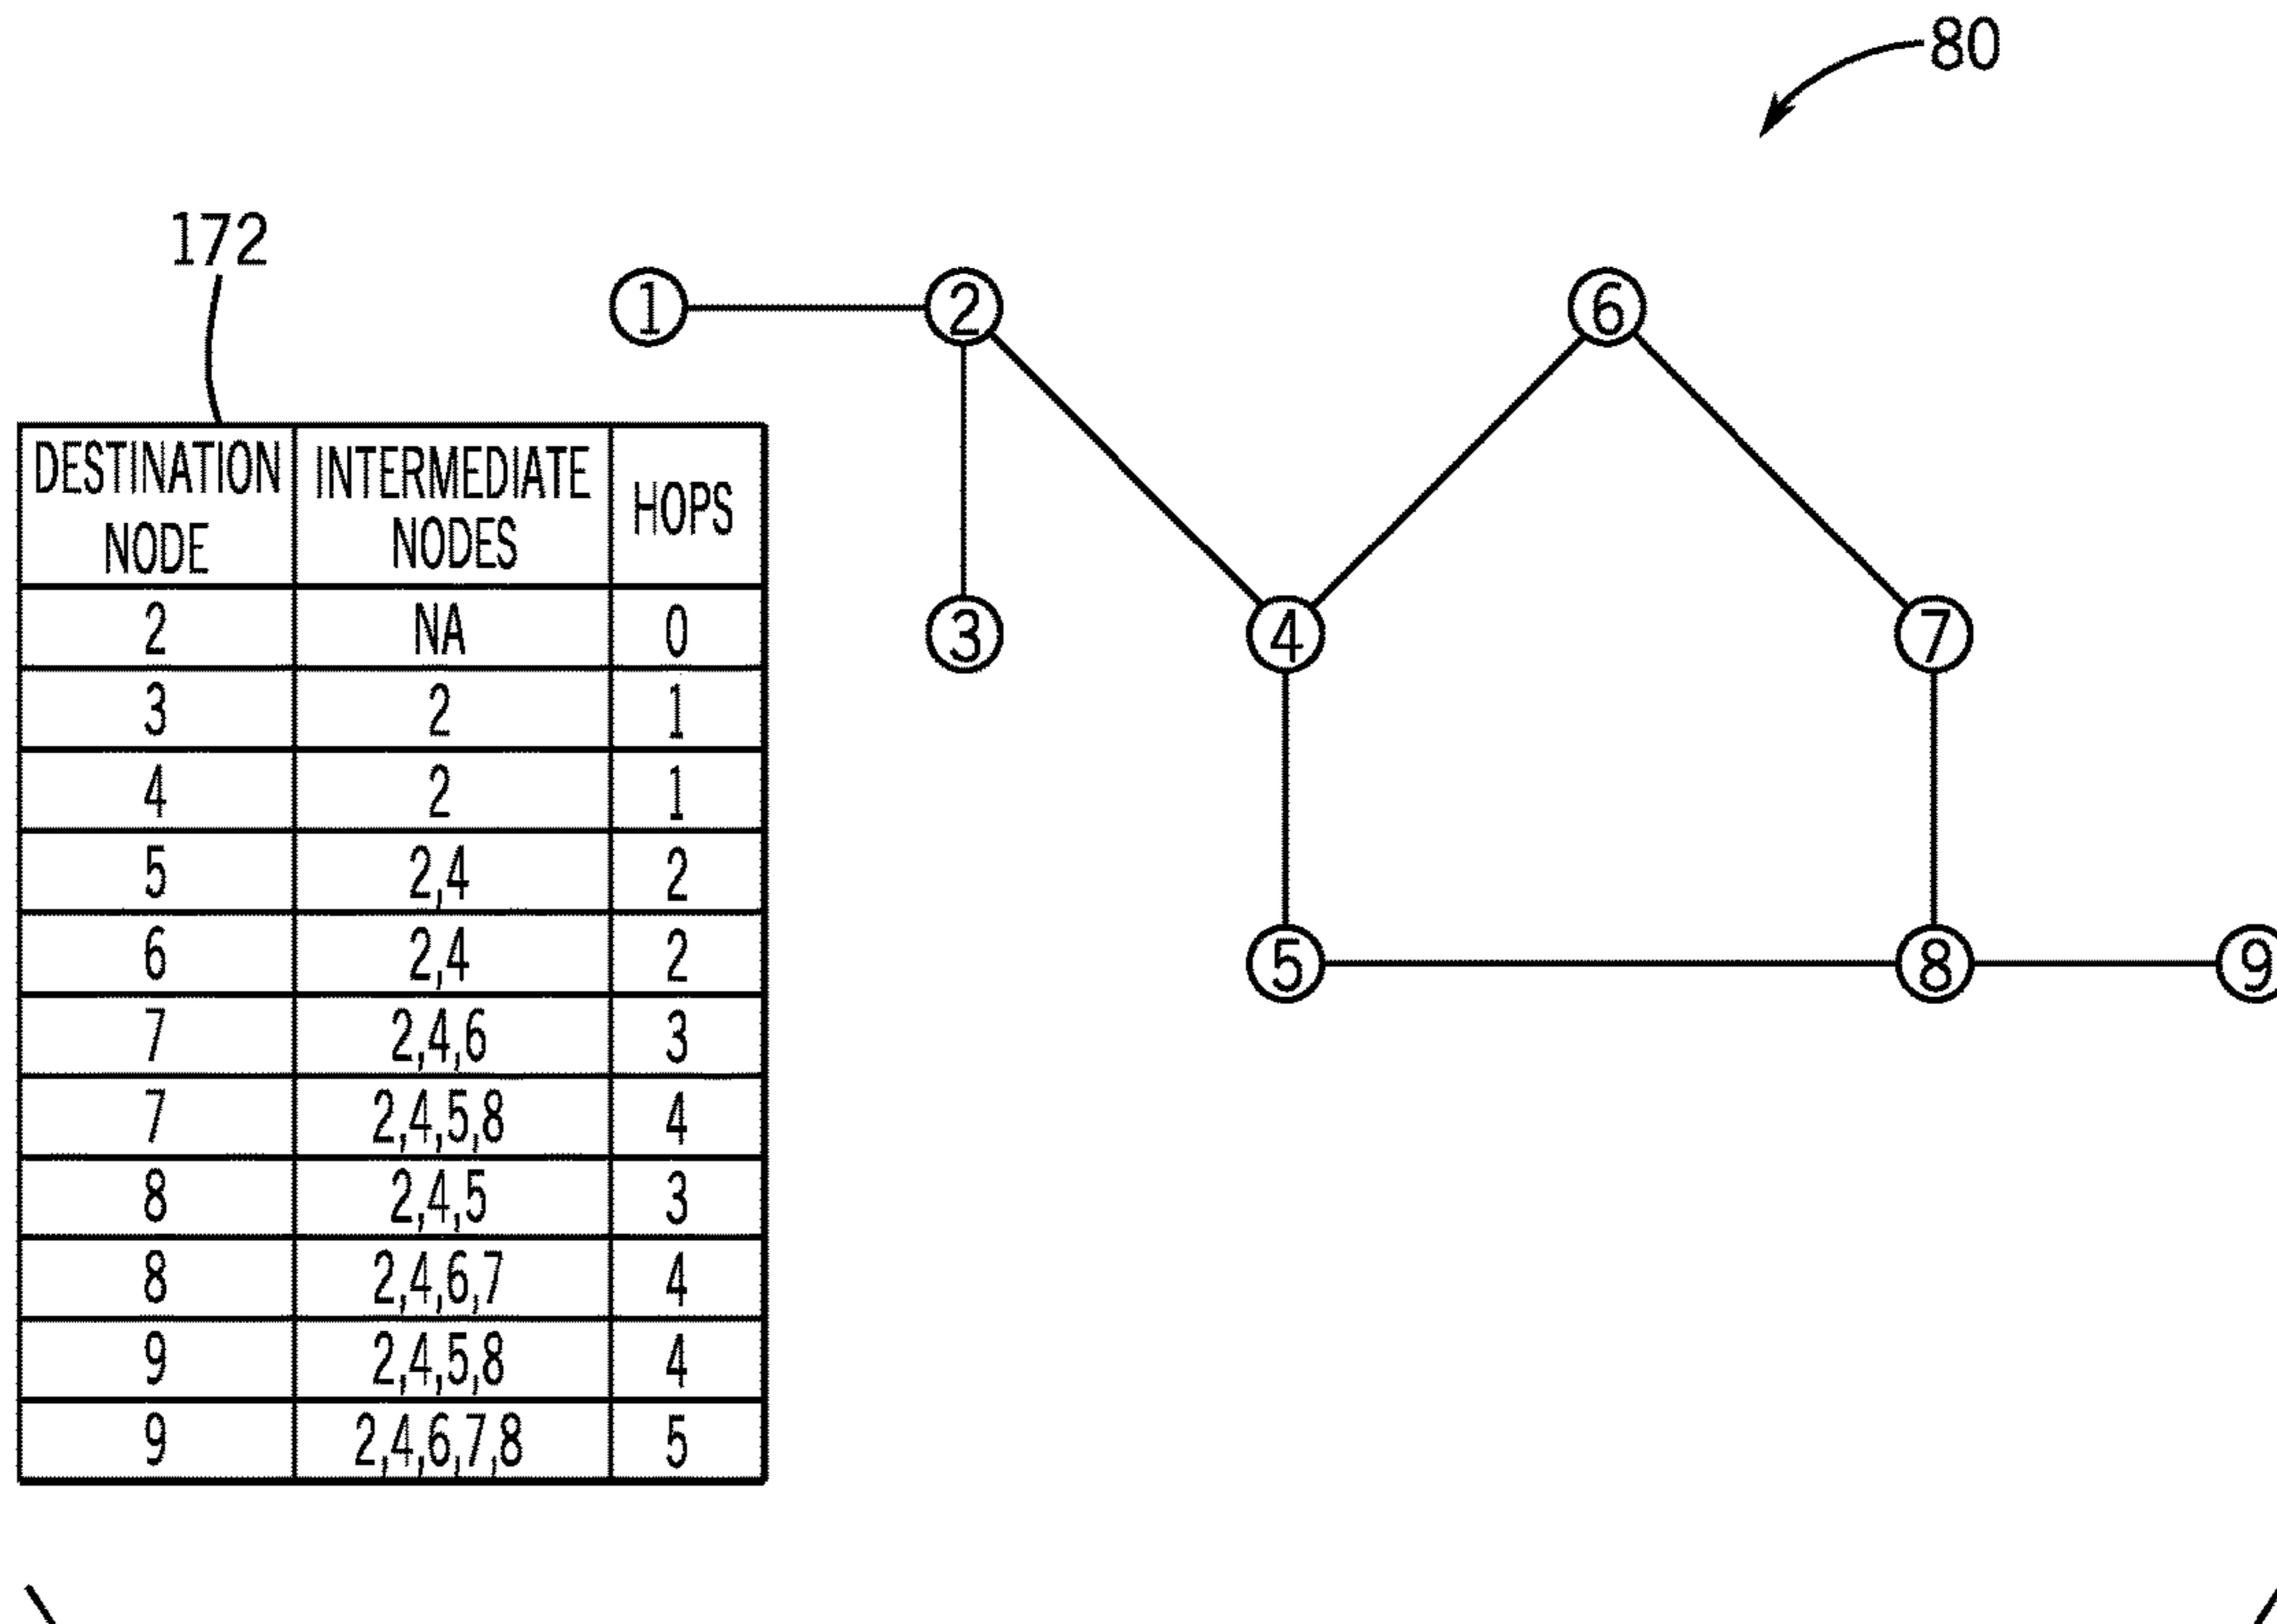 80
172
1
2
6
3
4
7
5
8
9
DESTINATION NODE INTERMEDIATE NODES HOPS
2 NA 0
3 2 1
4 2 1
5 2,4 2
6 2,4 2
7 2,4,6 3
7 2,4,5,8 4
8 2,4,5 3
8 2,4,6,7 4
9 2,4,5,8 4
9 2,4,6,7,8 5